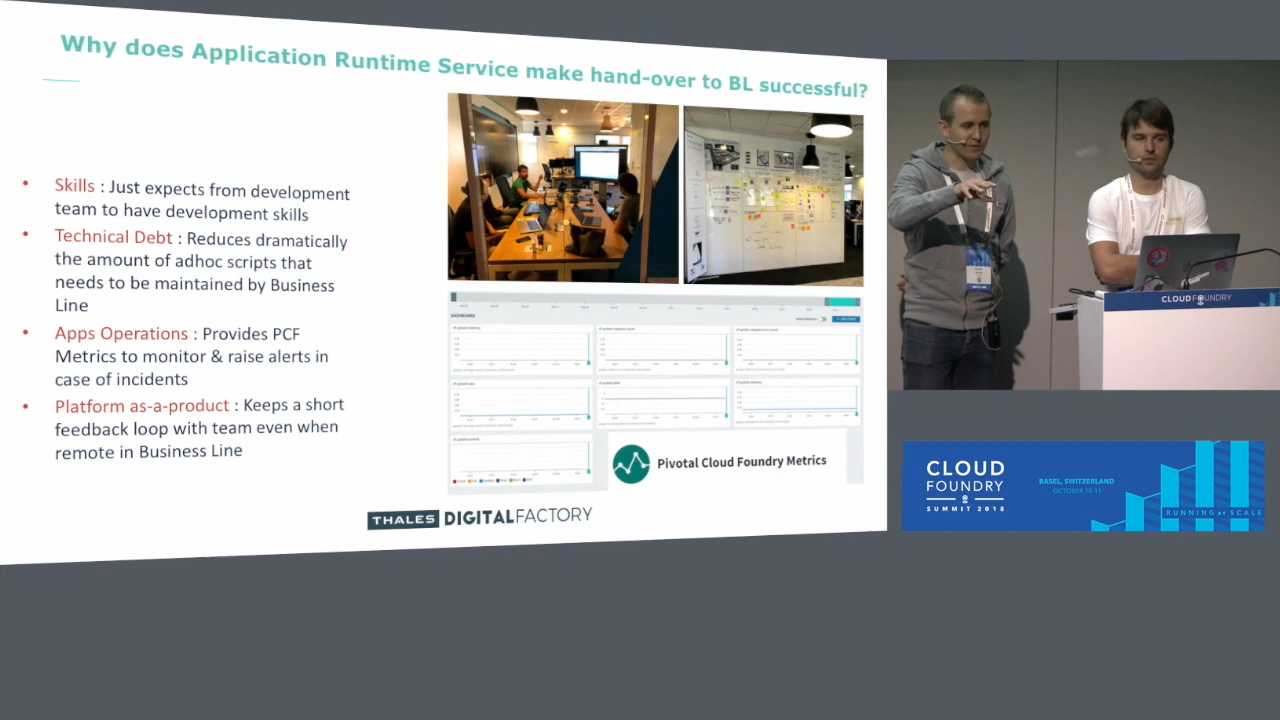 Why does Application Runtime Service make hand-over to BL successful?
• Skills : Just expects from development
team to have development skills
• Technical Debt : Reduces dramatically
the amount of adhoc scripts that
needs to be maintained by Business
Line
• Apps Operations : Provides PCF
Metrics to monitor & raise alerts in
case of incidents
• Platform as-a-product : Keeps a short
feedback loop with team even when
remote in Business Line
DASHBOARD
Pivotal Cloud Foundry Metrics
THALES DIGITALFACTORY
CLOUD FOUNDRY
CLOUD
FOUNDRY
SUMMIT 2018
BASEL, SWITZERLAND
OCTOBER 10-11
RUNNING AT SCALE